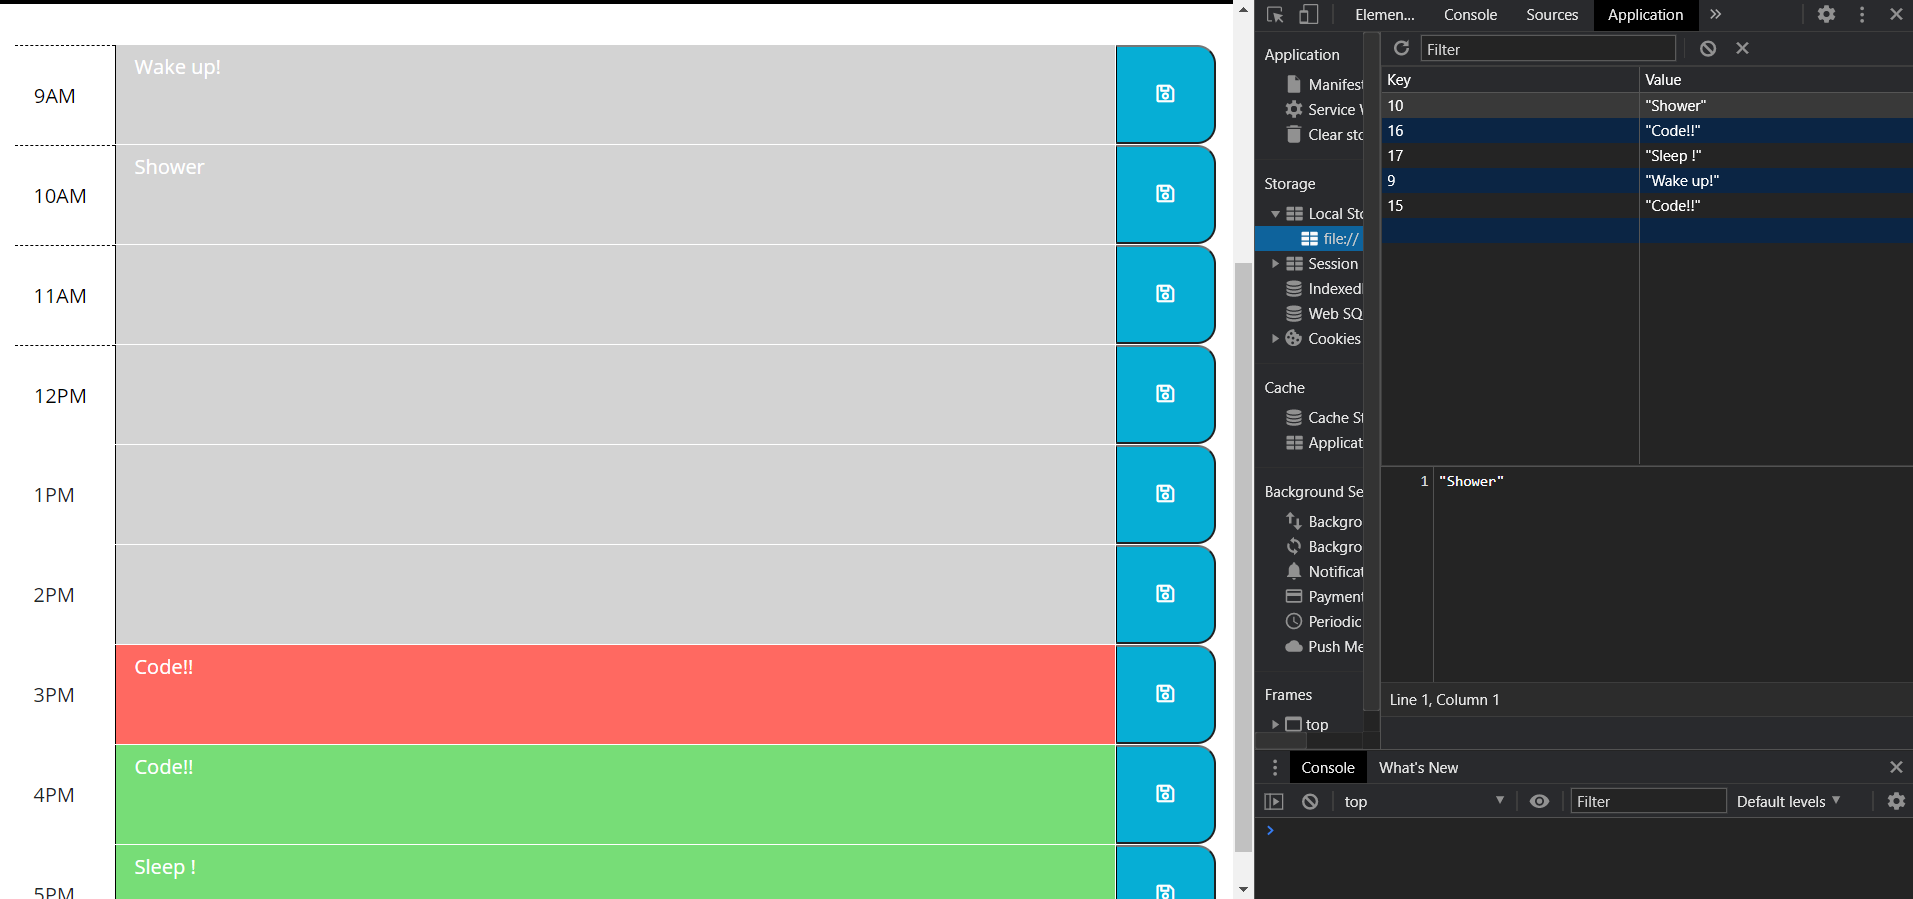 9AM
Wake up!
10AM
Shower
11AM
12PM
1PM
2PM
3PM
Code!!
4PM
Code!!
5PM
Sleep !
Elemen...
Console
Sources
Application
Application
Manifest
Service
Clear sto
Storage
Local Sto
file://
Session
Indexed
Web SQ
Cookies
Cache
Cache St
Applicat
Background Se
Backgro
Backgro
Notificat
Payment
Periodic
Push Me
Frames
top
Filter
Key Value
10 "Shower"
16 "Code!!"
17 "Sleep !"
9 "Wake up!"
15 "Code!!"
1 "Shower"
Line 1, Column 1
Console What's New
top Filter Default levels